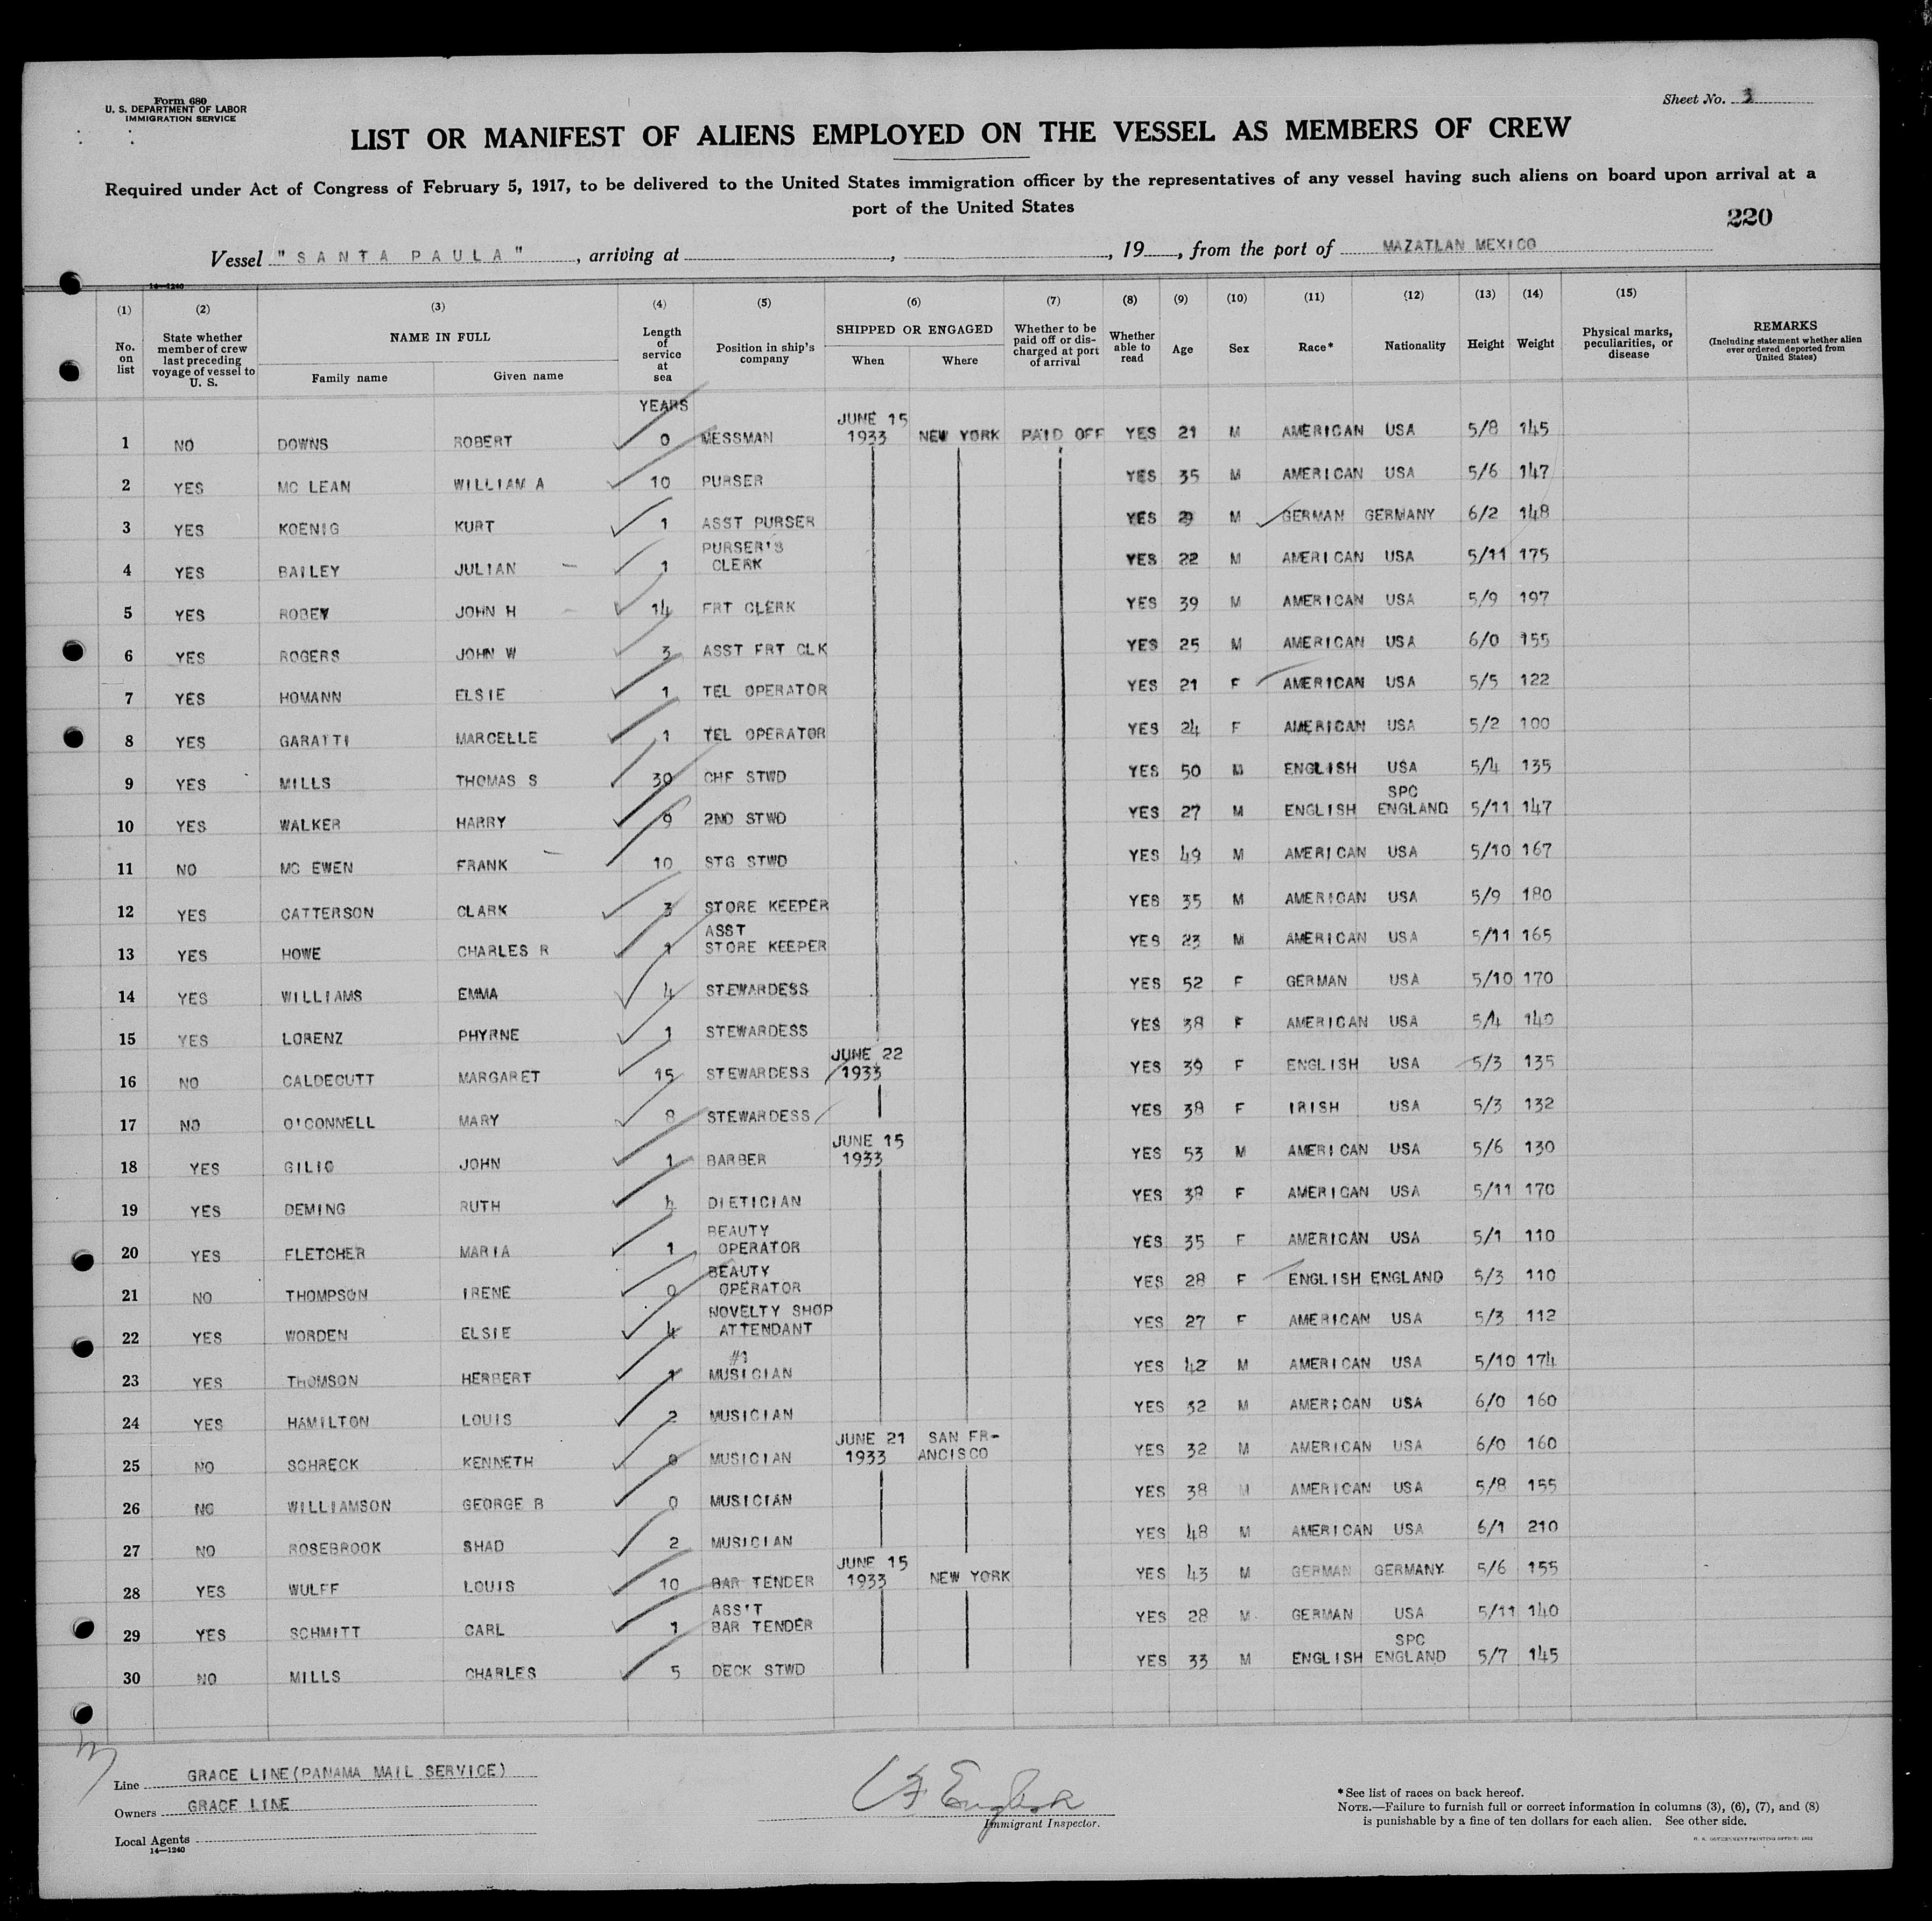 Form 680
U. S. DEPARTMENT OF LABOR
IMMIGRATION SERVICE
Sheet No. 3
LIST OR MANIFEST OF ALIENS EMPLOYED ON THE VESSEL AS MEMBERS OF CREW
Required under Act of Congress of February 5, 1917, to be delivered to the United States immigration officer by the representatives of any vessel having such aliens on board upon arrival at a
port of the United States
220
Vessel "SANTA PAULA", arriving at , , 19 , from the port of MAZATLAN MEXICO
14—1240
(1) No. on list
(2) State whether member of crew last preceding voyage of vessel to U. S.
(3) NAME IN FULL Family name Given name
(4) Length of service at sea
(5) Position in ship's company
(6) SHIPPED OR ENGAGED When Where
(7) Whether to be paid off or discharged at port of arrival
(8) Whether able to read
(9) Age
(10) Sex
(11) Race*
(12) Nationality
(13) Height
(14) Weight
(15) Physical marks, peculiarities, or disease
REMARKS (Including statement whether alien ever ordered deported from United States)
YEARS
1 NO DOWNS ROBERT 0 MESSMAN JUNE 15 1933 NEW YORK PAID OFF YES 21 M AMERICAN USA 5/8 145
2 YES MC LEAN WILLIAM A 10 PURSER YES 35 M AMERICAN USA 5/6 147
3 YES KOENIG KURT 1 ASST PURSER YES 29 M GERMAN GERMANY 6/2 148
4 YES BAILEY JULIAN 1 PURSER'S CLERK YES 22 M AMERICAN USA 5/11 175
5 YES ROBEY JOHN H 14 FRT CLERK YES 39 M AMERICAN USA 5/9 197
6 YES ROGERS JOHN W 3 ASST FRT CLK YES 25 M AMERICAN USA 6/0 155
7 YES HOMANN ELSIE 1 TEL OPERATOR YES 21 F AMERICAN USA 5/5 122
8 YES GARATTI MARCELLE 1 TEL OPERATOR YES 24 F AMERICAN USA 5/2 100
9 YES MILLS THOMAS S 30 CHF STWD YES 50 M ENGLISH USA 5/4 135
10 YES WALKER HARRY 9 2ND STWD YES 27 M ENGLISH SPC ENGLAND 5/11 147
11 NO MC EWEN FRANK 10 STG STWD YES 49 M AMERICAN USA 5/10 167
12 YES CATTERSON CLARK 3 STORE KEEPER YES 35 M AMERICAN USA 5/9 180
13 YES HOWE CHARLES R 1 ASST STORE KEEPER YES 23 M AMERICAN USA 5/11 165
14 YES WILLIAMS EMMA 4 STEWARDESS YES 52 F GERMAN USA 5/10 170
15 YES LORENZ PHYRNE 1 STEWARDESS YES 38 F AMERICAN USA 5/4 140
16 NO CALDECUTT MARGARET 15 STEWARDESS JUNE 22 1933 YES 39 F ENGLISH USA 5/3 135
17 NO O'CONNELL MARY 8 STEWARDESS YES 38 F IRISH USA 5/3 132
18 YES GILIO JOHN 1 BARBER JUNE 15 1933 YES 53 M AMERICAN USA 5/6 130
19 YES DEMING RUTH DIETICIAN YES 38 F AMERICAN USA 5/11 170
20 YES FLETCHER MARIA 1 BEAUTY OPERATOR YES 35 F AMERICAN USA 5/1 110
21 NO THOMPSON IRENE 0 BEAUTY OPERATOR YES 28 F ENGLISH ENGLAND 5/3 110
22 YES WORDEN ELSIE 4 NOVELTY SHOP ATTENDANT YES 27 F AMERICAN USA 5/3 112
23 YES THOMSON HERBERT 1 #1 MUSICIAN YES 42 M AMERICAN USA 5/10 174
24 YES HAMILTON LOUIS 2 MUSICIAN YES 32 M AMERICAN USA 6/0 160
25 NO SCHRECK KENNETH 0 MUSICIAN JUNE 21 1933 SAN FR-ANCISCO YES 32 M AMERICAN USA 6/0 160
26 NO WILLIAMSON GEORGE B 0 MUSICIAN YES 38 M AMERICAN USA 5/8 155
27 NO ROSEBROOK SHAD 2 MUSICIAN YES 48 M AMERICAN USA 6/1 210
28 YES WULFF LOUIS 10 BAR TENDER JUNE 15 1933 NEW YORK YES 43 M GERMAN GERMANY 5/6 155
29 YES SCHMITT CARL 1 ASS'T BAR TENDER YES 28 M GERMAN USA 5/11 140
30 NO MILLS CHARLES 5 DECK STWD YES 33 M ENGLISH SPC ENGLAND 5/7 145
Line GRACE LINE(PANAMA MAIL SERVICE)
Owners GRACE LINE
Local Agents
14—1240
English
Immigrant Inspector.
*See list of races on back hereof.
NOTE.—Failure to furnish full or correct information in columns (3), (6), (7), and (8)
is punishable by a fine of ten dollars for each alien. See other side.